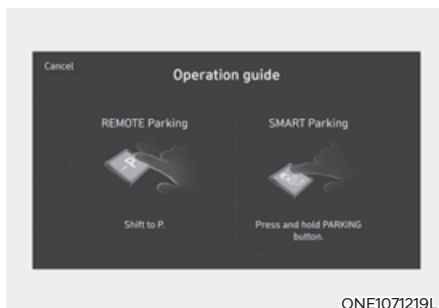 Cancel
Operation guide
REMOTE Parking
SMART Parking
P
Shift to P.
Press and hold PARKING
button.
ONE1071219L